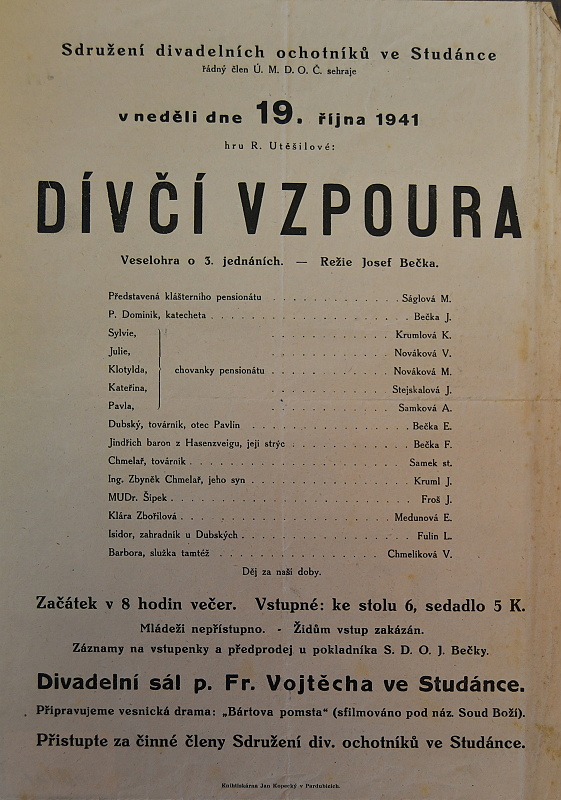 Sdružení divadelních ochotníků ve Studánce
řádný člen Ú. M. D. O. Č. sehraje
v neděli dne 19. října 1941
hru R. Utěšilové:
DÍVČÍ VZPOURA
Veselohra o 3. jednáních. — Režie Josef Bečka.
Představená klášterního pensionátu . . . . . . . . . . . . Ságlová M.
P. Dominik, katecheta . . . . . . . . . . . . . . . . . . Bečka J.
Sylvie, . . . . . . . . . . . Krumlová K.
Julie, . . . . . . . . . . . Nováková V.
Klotylda, chovanky pensionátu . . . . . . . . . . . Nováková M.
Kateřina, . . . . . . . . . . . Stejskalová J.
Pavla, . . . . . . . . . . . Samková A.
Dubský, továrník, otec Pavlin . . . . . . . . . . . . . . Bečka E.
Jindřich baron z Hasenzveigu, její strýc . . . . . . . . . . Bečka F.
Chmelař, továrník . . . . . . . . . . . . . . . . . . . Samek st.
Ing. Zbyněk Chmelař, jeho syn . . . . . . . . . . . . . . Kruml J.
MUDr. Šípek . . . . . . . . . . . . . . . . . . . . . Froš J.
Klára Zbořilová . . . . . . . . . . . . . . . . . . Medunová E.
Isidor, zahradník u Dubských . . . . . . . . . . . . . . Fulín L.
Barbora, služka tamtéž . . . . . . . . . . . . . . Chmelíková V.
Děj za naší doby.
Začátek v 8 hodin večer. Vstupné: ke stolu 6, sedadlo 5 K.
Mládeži nepřístupno. - Židům vstup zakázán.
Záznamy na vstupenky a předprodej u pokladníka S. D. O. J. Bečky.
Divadelní sál p. Fr. Vojtěcha ve Studánce.
Připravujeme vesnická drama: „Bártova pomsta“ (sfilmováno pod náz. Soud Boží).
Přistupte za činné členy Sdružení div. ochotníků ve Studánce.
Knihtiskárna Jan Kopecký v Pardubicích.